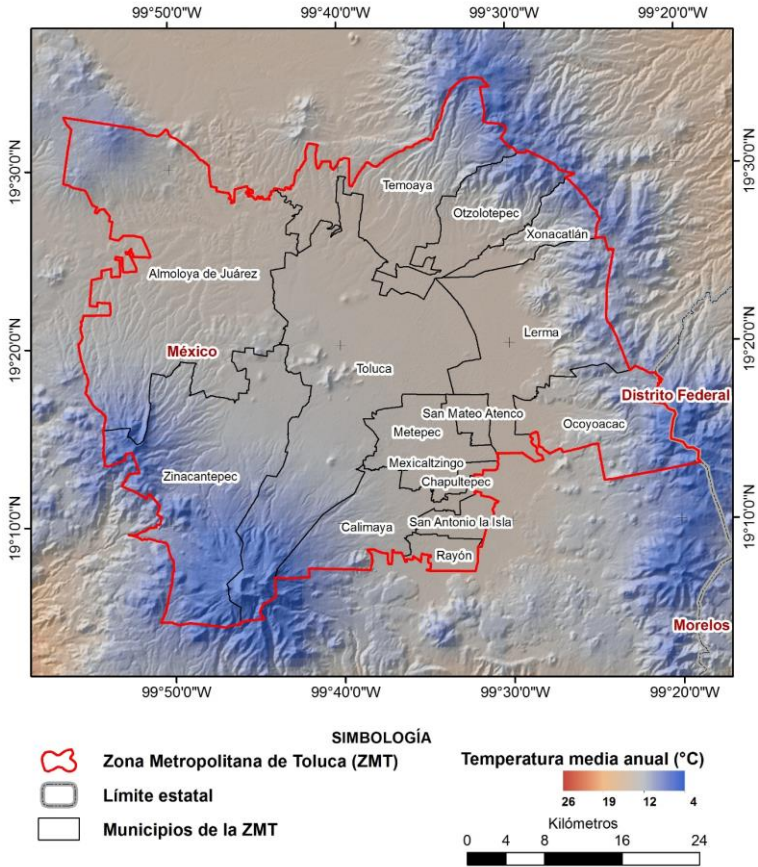 99°50'0"W 99°40'0"W 99°30'0"W 99°20'0"W
19°30'0"N 19°30'0"N
Temoaya
Otzolotepec
Xonacatlán
Almoloya de Juárez
19°20'0"N 19°20'0"N
Lerma
México
Toluca
Distrito Federal
San Mateo Atenco
Ocoyoacac
Metepec
Mexicaltzingo
Zinacantepec
Chapultepec
19°10'0"N 19°10'0"N
San Antonio la Isla
Calimaya
Rayón
Morelos
99°50'0"W 99°40'0"W 99°30'0"W 99°20'0"W
SIMBOLOGÍA
Zona Metropolitana de Toluca (ZMT)
Límite estatal
Municipios de la ZMT
Temperatura media anual (°C)
26 19 12 4
Kilómetros
0 4 8 16 24